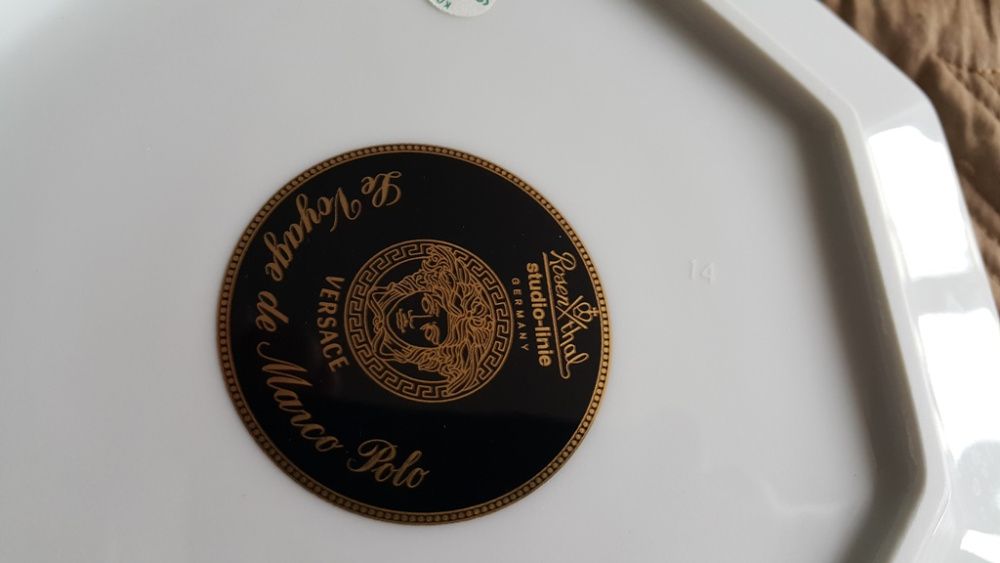 Rosenthal
studio-linie
GERMANY
VERSACE
Le Voyage de Marco Polo
14